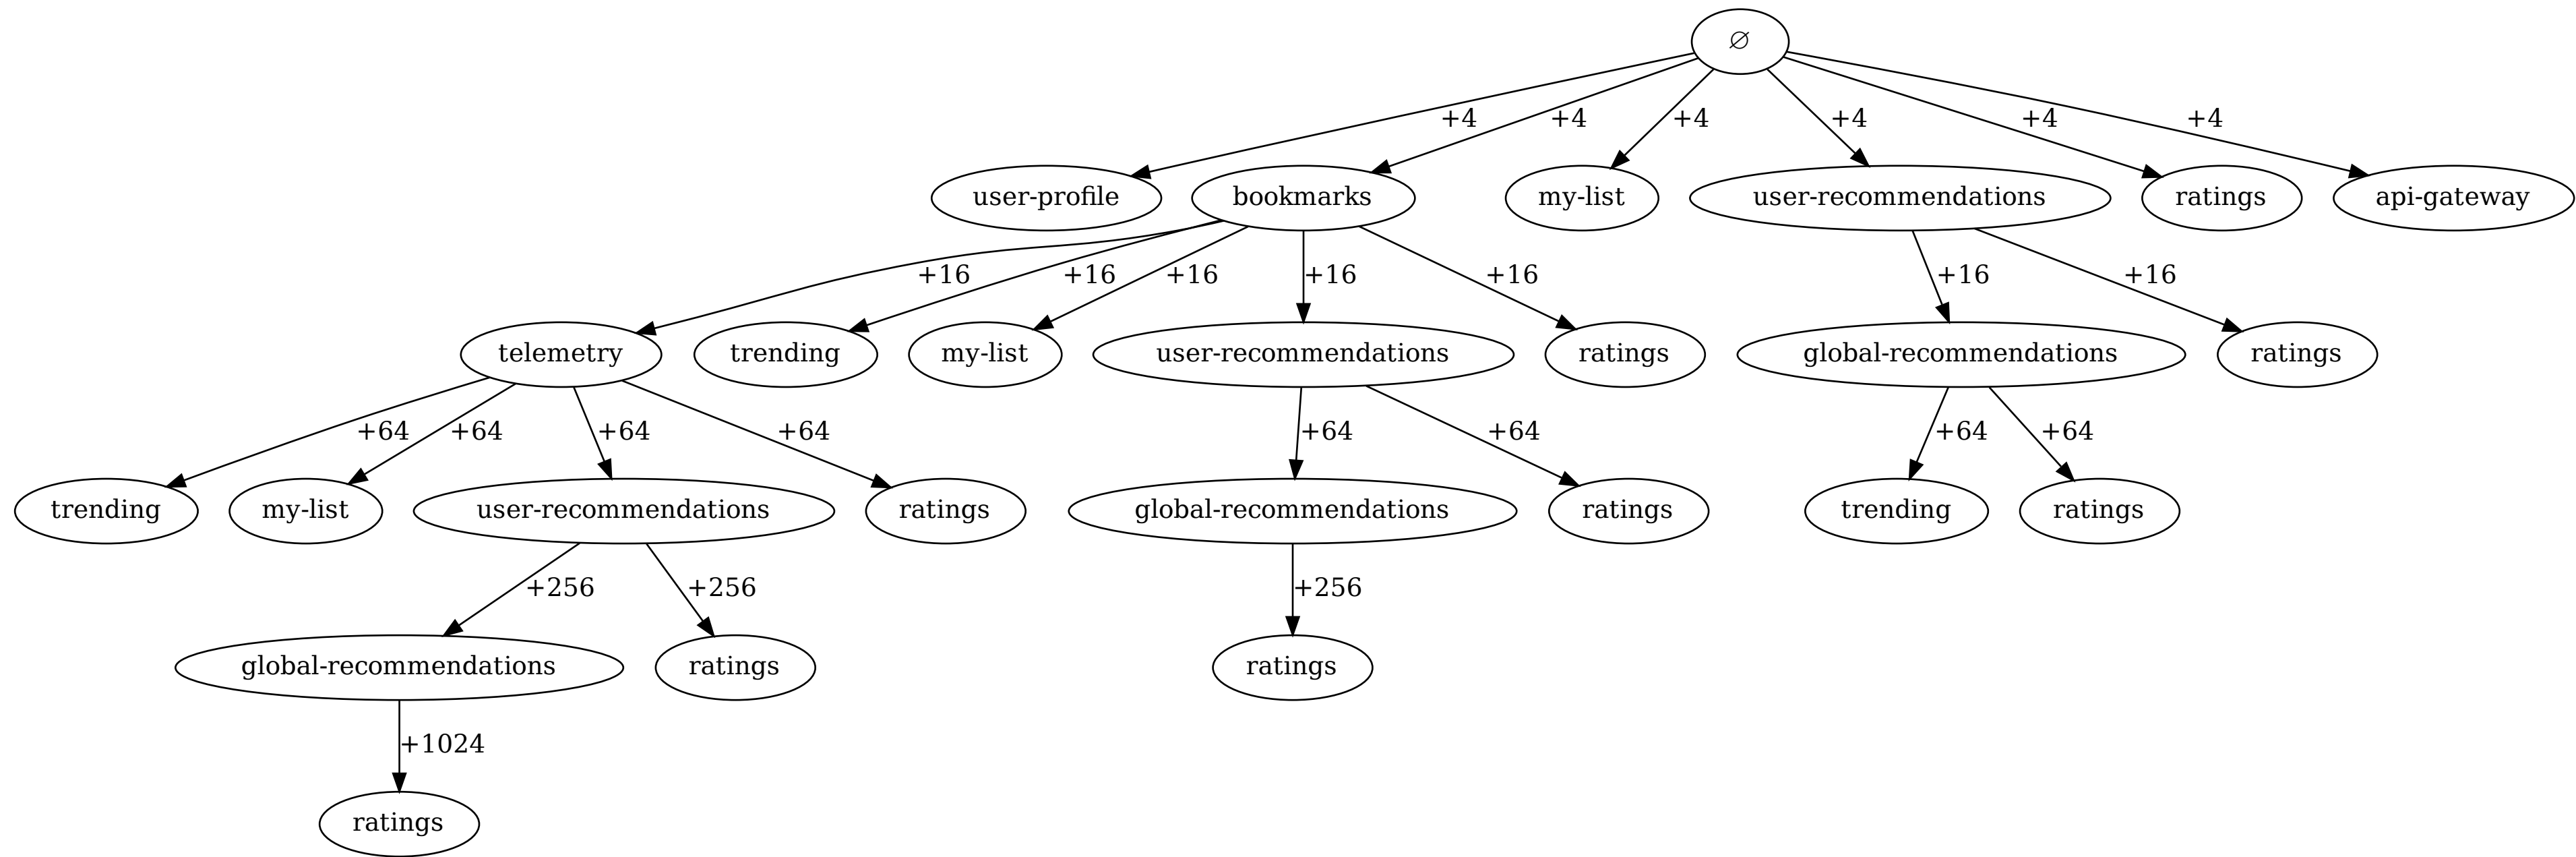 ∅
+4 +4 +4 +4 +4 +4
user-profile bookmarks my-list user-recommendations ratings api-gateway
+16 +16 +16 +16 +16 +16 +16
telemetry trending my-list user-recommendations ratings global-recommendations ratings
+64 +64 +64 +64 +64 +64 +64 +64
trending my-list user-recommendations ratings global-recommendations ratings trending ratings
+256 +256 +256
global-recommendations ratings ratings
+1024
ratings